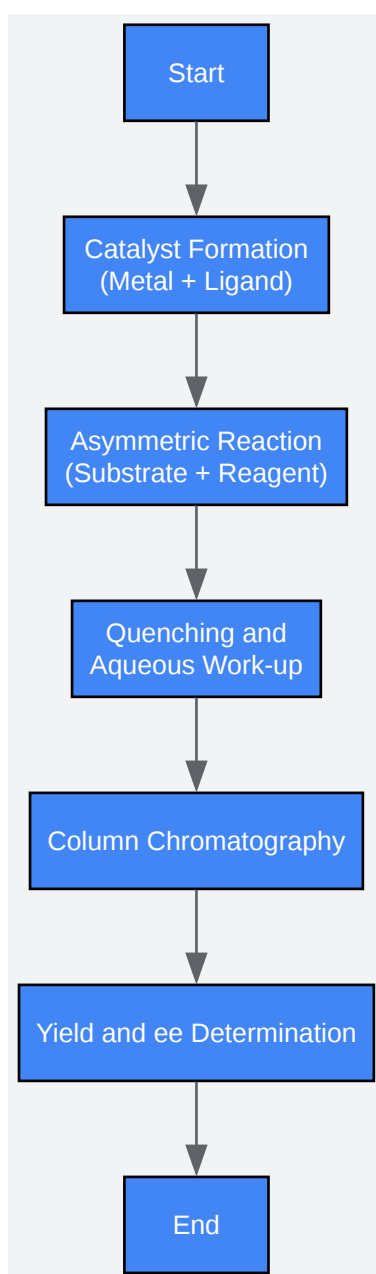 Start
Catalyst Formation
(Metal + Ligand)
Asymmetric Reaction
(Substrate + Reagent)
Quenching and
Aqueous Work-up
Column Chromatography
Yield and ee Determination
End